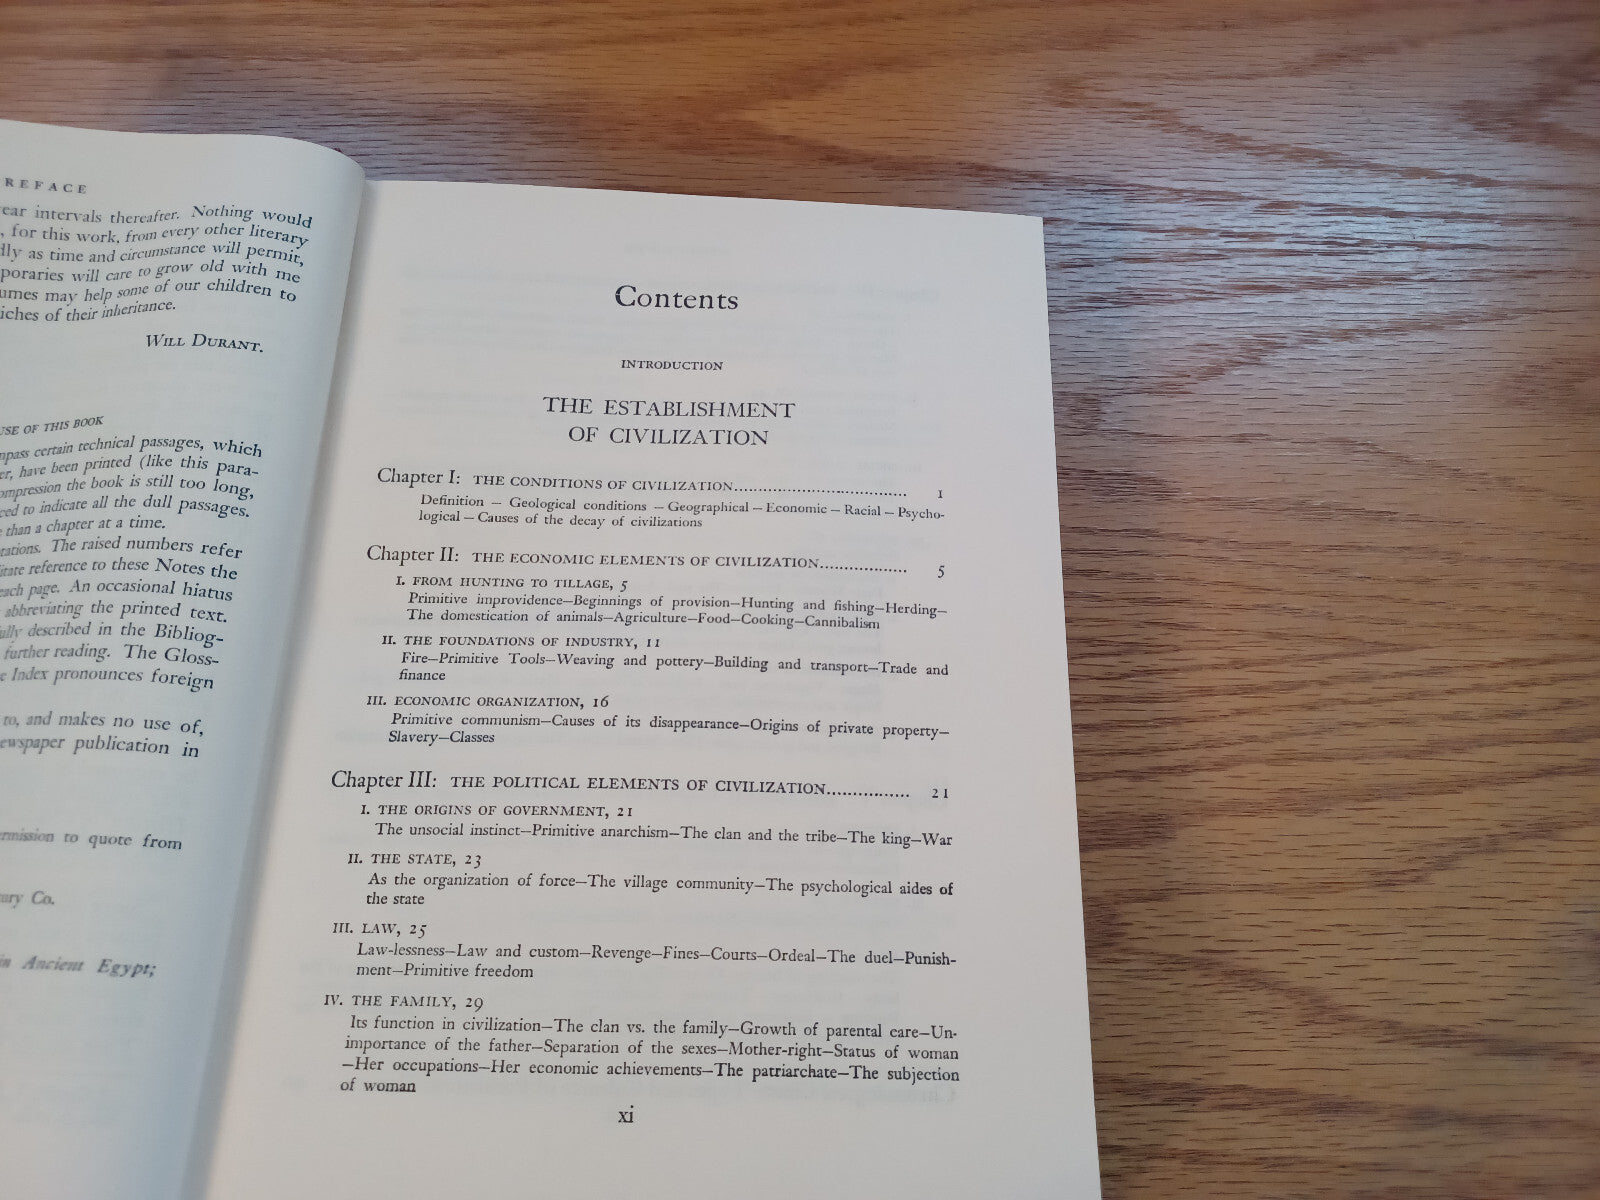 REFACE
ear intervals thereafter. Nothing would
, for this work, from every other literary
dly as time and circumstance will permit,
poraries will care to grow old with me
umes may help some of our children to
iches of their inheritance.
WILL DURANT.
USE OF THIS BOOK
mpass certain technical passages, which
er, have been printed (like this para-
ompression the book is still too long,
ced to indicate all the dull passages.
than a chapter at a time.
tations. The raised numbers refer
itate reference to these Notes the
each page. An occasional hiatus
abbreviating the printed text.
ully described in the Bibliog-
further reading. The Gloss-
e Index pronounces foreign
to, and makes no use of,
ewspaper publication in
rmission to quote from
ury Co.
in Ancient Egypt;
Contents
INTRODUCTION
THE ESTABLISHMENT
OF CIVILIZATION
Chapter I: THE CONDITIONS OF CIVILIZATION.................................... 1
Definition — Geological conditions — Geographical — Economic — Racial — Psycho-
logical — Causes of the decay of civilizations
Chapter II: THE ECONOMIC ELEMENTS OF CIVILIZATION.................. 5
I. FROM HUNTING TO TILLAGE, 5
Primitive improvidence—Beginnings of provision—Hunting and fishing—Herding—
The domestication of animals—Agriculture—Food—Cooking—Cannibalism
II. THE FOUNDATIONS OF INDUSTRY, 11
Fire—Primitive Tools—Weaving and pottery—Building and transport—Trade and
finance
III. ECONOMIC ORGANIZATION, 16
Primitive communism—Causes of its disappearance—Origins of private property—
Slavery—Classes
Chapter III: THE POLITICAL ELEMENTS OF CIVILIZATION................ 21
I. THE ORIGINS OF GOVERNMENT, 21
The unsocial instinct—Primitive anarchism—The clan and the tribe—The king—War
II. THE STATE, 23
As the organization of force—The village community—The psychological aides of
the state
III. LAW, 25
Law-lessness—Law and custom—Revenge—Fines—Courts—Ordeal—The duel—Punish-
ment—Primitive freedom
IV. THE FAMILY, 29
Its function in civilization—The clan vs. the family—Growth of parental care—Un-
importance of the father—Separation of the sexes—Mother-right—Status of woman
—Her occupations—Her economic achievements—The patriarchate—The subjection
of woman
xi